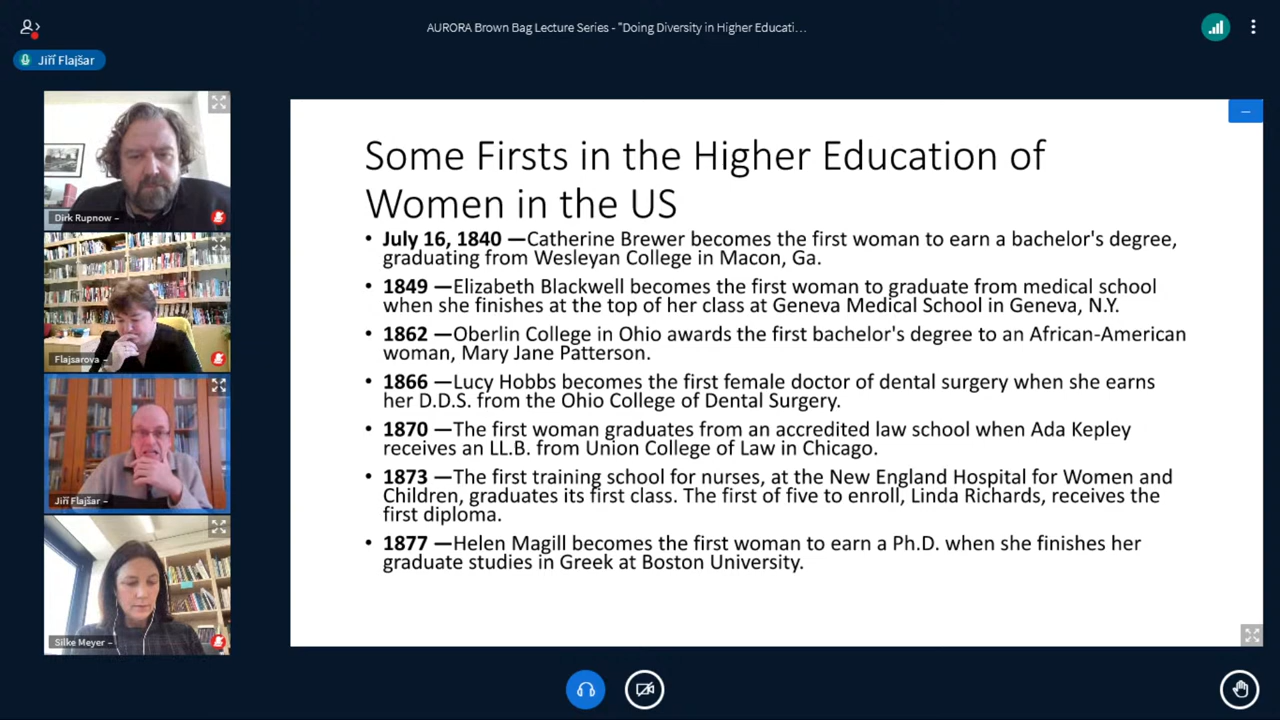 AURORA Brown Bag Lecture Series - "Doing Diversity in Higher Educati...
Jiří Flajšar
Dirk Rupnow –
Flajsarova –
Jiří Flajšar –
Silke Meyer –
Some Firsts in the Higher Education of
Women in the US
• July 16, 1840 —Catherine Brewer becomes the first woman to earn a bachelor's degree,
graduating from Wesleyan College in Macon, Ga.
• 1849 —Elizabeth Blackwell becomes the first woman to graduate from medical school
when she finishes at the top of her class at Geneva Medical School in Geneva, N.Y.
• 1862 —Oberlin College in Ohio awards the first bachelor's degree to an African-American
woman, Mary Jane Patterson.
• 1866 —Lucy Hobbs becomes the first female doctor of dental surgery when she earns
her D.D.S. from the Ohio College of Dental Surgery.
• 1870 —The first woman graduates from an accredited law school when Ada Kepley
receives an LL.B. from Union College of Law in Chicago.
• 1873 —The first training school for nurses, at the New England Hospital for Women and
Children, graduates its first class. The first of five to enroll, Linda Richards, receives the
first diploma.
• 1877 —Helen Magill becomes the first woman to earn a Ph.D. when she finishes her
graduate studies in Greek at Boston University.